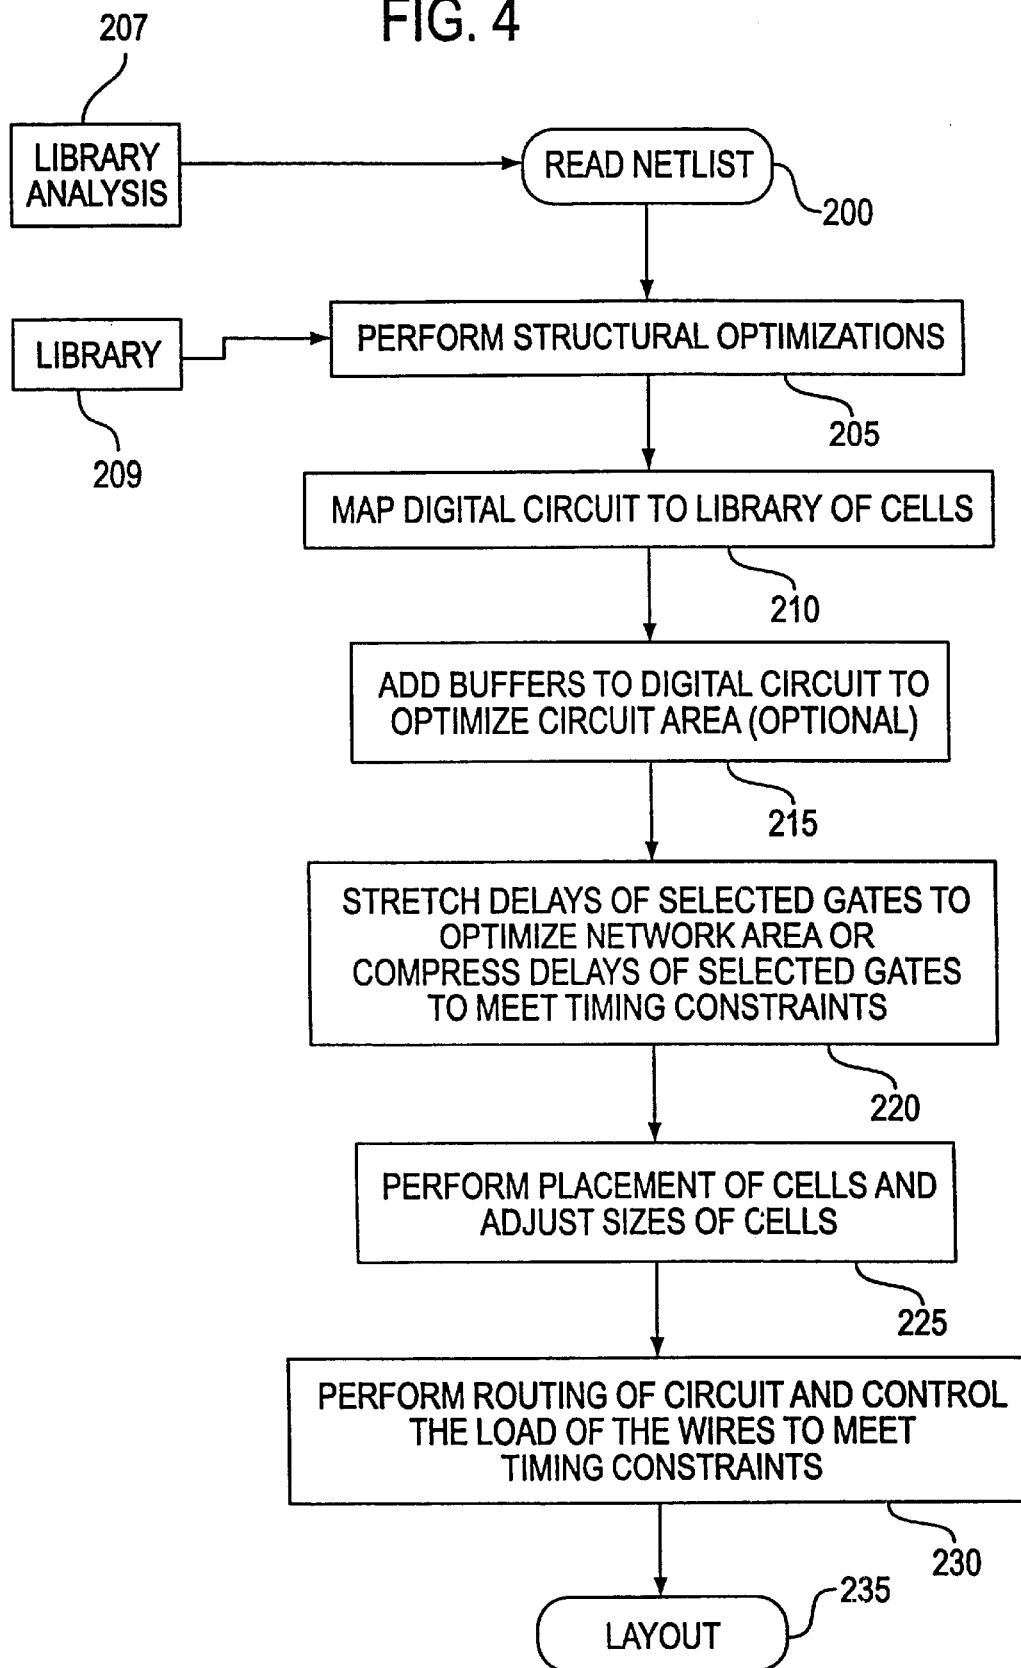 FIG. 4
207
LIBRARY
ANALYSIS
READ NETLIST
200
LIBRARY
209
PERFORM STRUCTURAL OPTIMIZATIONS
205
MAP DIGITAL CIRCUIT TO LIBRARY OF CELLS
210
ADD BUFFERS TO DIGITAL CIRCUIT TO
OPTIMIZE CIRCUIT AREA (OPTIONAL)
215
STRETCH DELAYS OF SELECTED GATES TO
OPTIMIZE NETWORK AREA OR
COMPRESS DELAYS OF SELECTED GATES
TO MEET TIMING CONSTRAINTS
220
PERFORM PLACEMENT OF CELLS AND
ADJUST SIZES OF CELLS
225
PERFORM ROUTING OF CIRCUIT AND CONTROL
THE LOAD OF THE WIRES TO MEET
TIMING CONSTRAINTS
230
235
LAYOUT